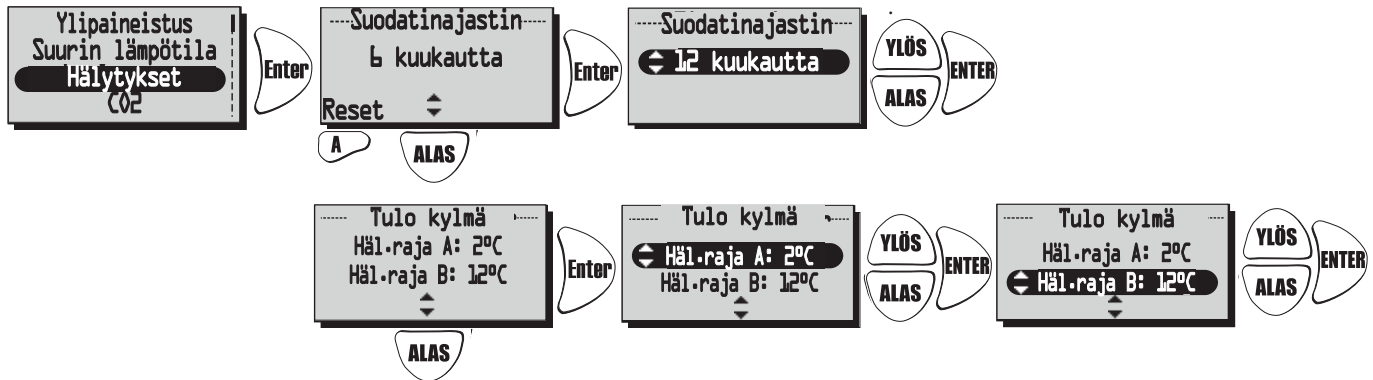 Ylipaineistus
Suurin lämpötila
Hälytykset
CO2
Enter
Suodatinajastin
6 kuukautta
Reset
A
ALAS
Enter
Suodatinajastin
12 kuukautta
YLÖS
ALAS
ENTER
Tulo kylmä
Häl.raja A: 2ºC
Häl.raja B: 12ºC
ALAS
Enter
Tulo kylmä
Häl.raja A: 2ºC
Häl.raja B: 12ºC
YLÖS
ALAS
ENTER
Tulo kylmä
Häl.raja A: 2ºC
Häl.raja B: 12ºC
YLÖS
ALAS
ENTER